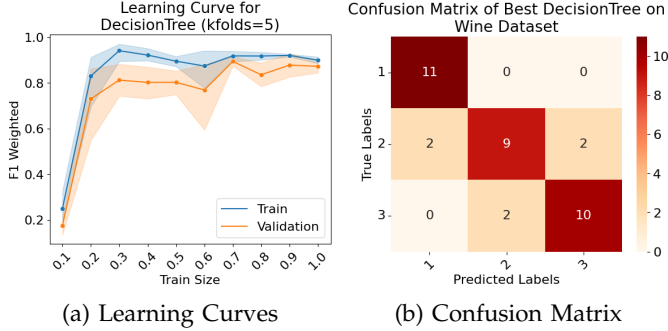 Learning Curve for
DecisionTree (kfolds=5)
F1 Weighted
1.0
0.8
0.6
0.4
0.2
Train
Validation
0.1 0.2 0.3 0.4 0.5 0.6 0.7 0.8 0.9 1.0
Train Size
(a) Learning Curves
Confusion Matrix of Best DecisionTree on
Wine Dataset
True Labels
1 11 0 0
2 2 9 2
3 0 2 10
1 2 3
Predicted Labels
10
8
6
4
2
0
(b) Confusion Matrix